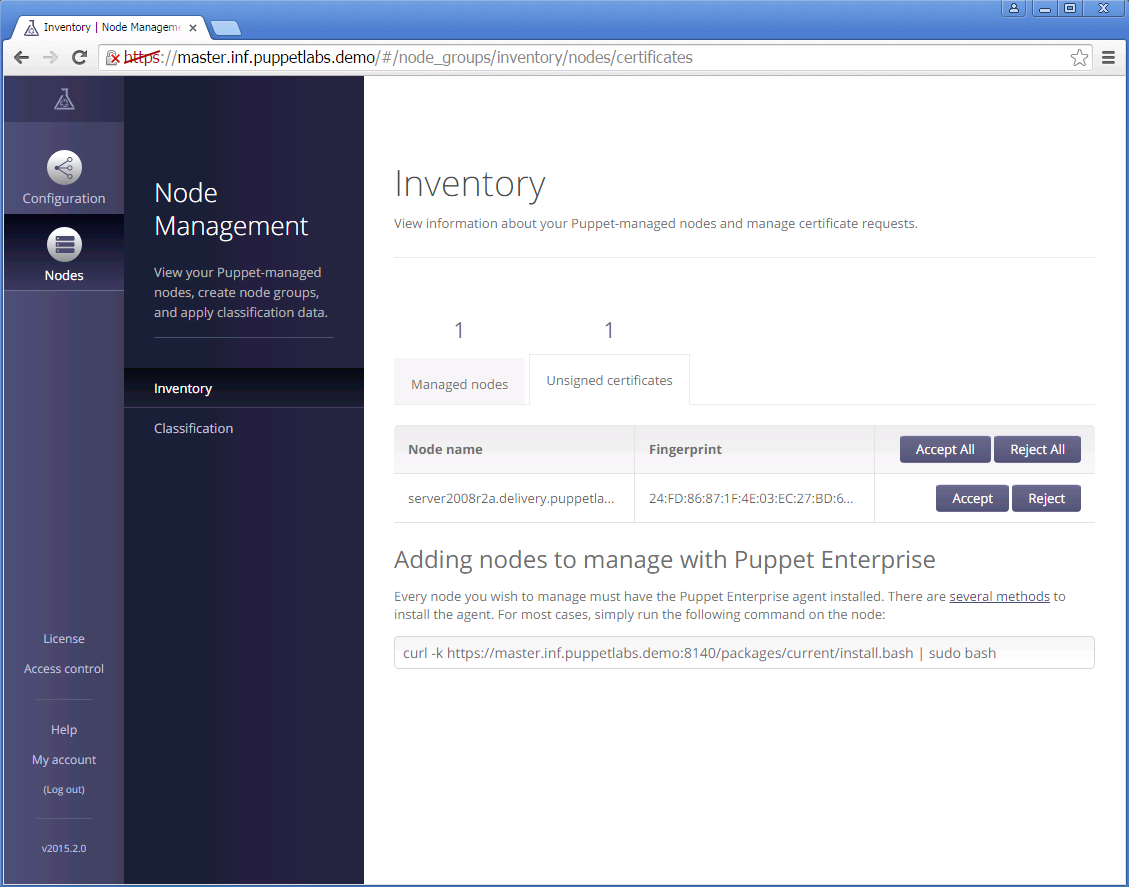 Inventory | Node Managem
https://master.inf.puppetlabs.demo/#/node_groups/inventory/nodes/certificates
Configuration
Nodes
License
Access control
Help
My account
(Log out)
v2015.2.0
Node
Management
View your Puppet-managed
nodes, create node groups,
and apply classification data.
Inventory
Classification
Inventory
View information about your Puppet-managed nodes and manage certificate requests.
1 1
Managed nodes Unsigned certificates
Node name Fingerprint Accept All Reject All
server2008r2a.delivery.puppetla... 24:FD:86:87:1F:4E:03:EC:27:BD:6... Accept Reject
Adding nodes to manage with Puppet Enterprise
Every node you wish to manage must have the Puppet Enterprise agent installed. There are several methods to
install the agent. For most cases, simply run the following command on the node:
curl -k https://master.inf.puppetlabs.demo:8140/packages/current/install.bash | sudo bash